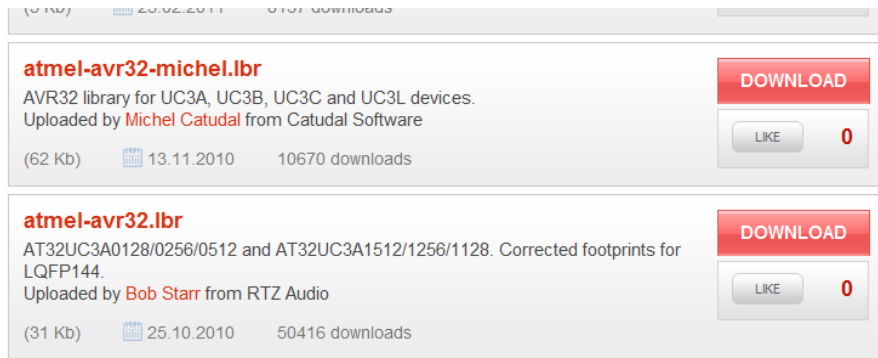 atmel-avr32-michel.lbr
DOWNLOAD
AVR32 library for UC3A, UC3B, UC3C and UC3L devices.
Uploaded by Michel Catudal from Catudal Software
LIKE 0
(62 Kb) 13.11.2010 10670 downloads
atmel-avr32.lbr
DOWNLOAD
AT32UC3A0128/0256/0512 and AT32UC3A1512/1256/1128. Corrected footprints for
LQFP144.
Uploaded by Bob Starr from RTZ Audio
LIKE 0
(31 Kb) 25.10.2010 50416 downloads